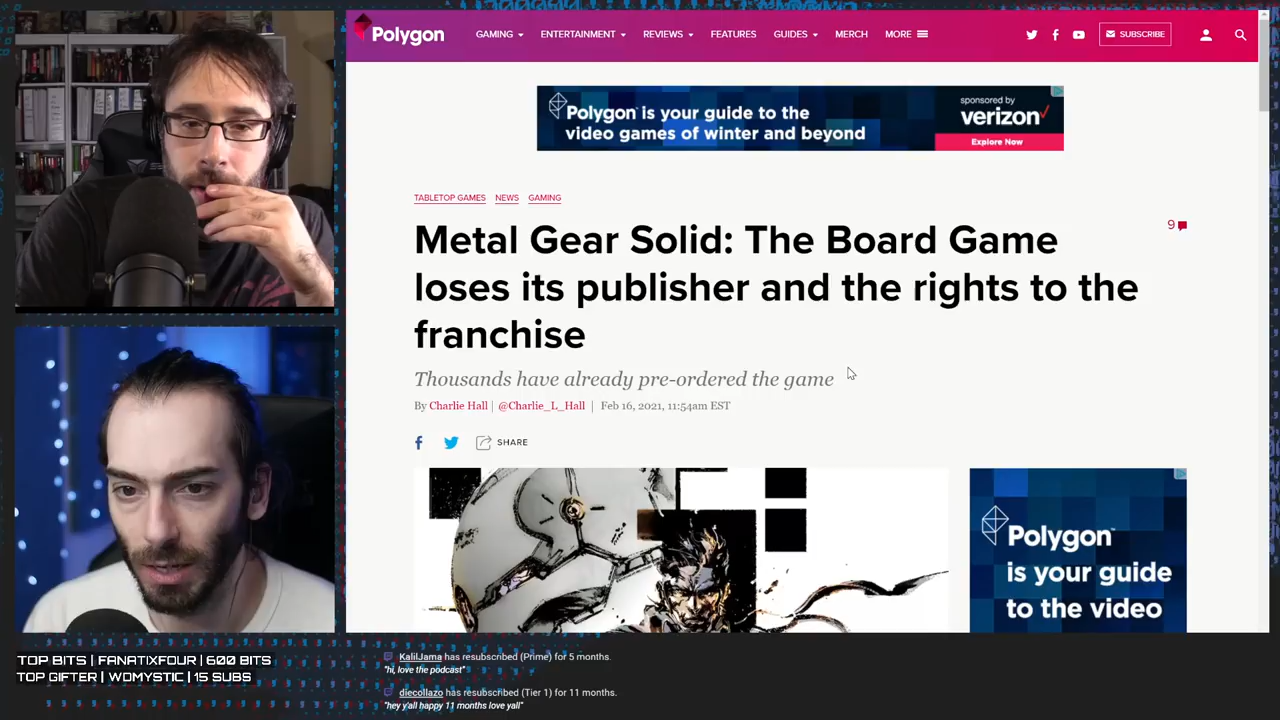 Polygon
GAMING ENTERTAINMENT REVIEWS FEATURES GUIDES MERCH MORE SUBSCRIBE
Polygon is your guide to the
video games of winter and beyond
sponsored by
verizon
Explore Now
TABLETOP GAMES NEWS GAMING
9
Metal Gear Solid: The Board Game
loses its publisher and the rights to the
franchise
Thousands have already pre-ordered the game
By Charlie Hall | @Charlie_L_Hall | Feb 16, 2021, 11:54am EST
SHARE
Polygon
is your guide
to the video
TOP BITS | FANATIXFOUR | 600 BITS
TOP GIFTER | WDMYSTIC | 15 SUBS
KalilJama has resubscribed (Prime) for 5 months.
"hi, love the podcast"
diecollazo has resubscribed (Tier 1) for 11 months.
"hey y'all happy 11 months love yall"